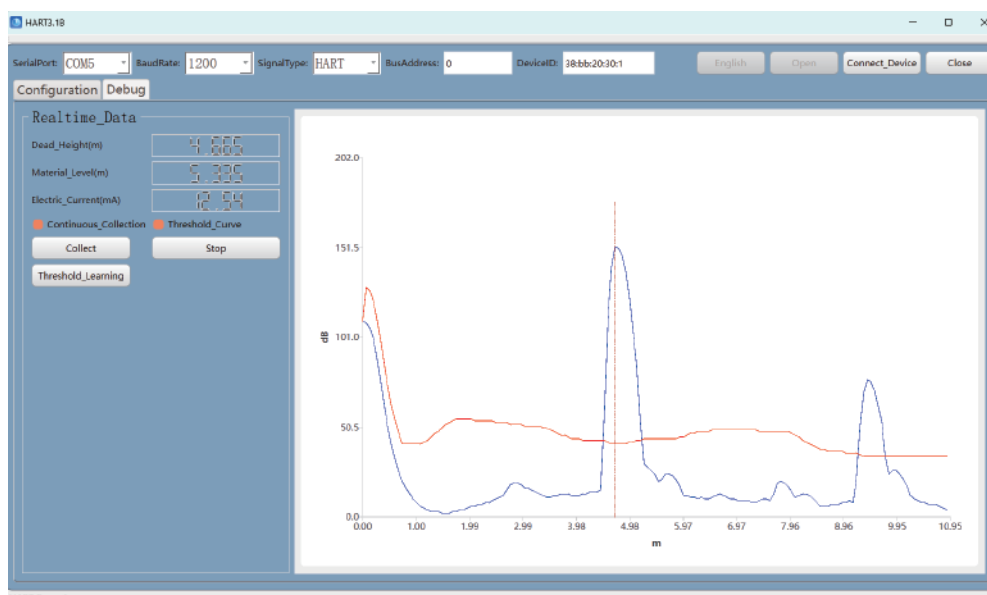 HART3.18
SerialPort: COM5 BaudRate: 1200 SignalType: HART BusAddress: 0 DeviceID: 38:bb:20:30:1 English Open Connect_Device Close
Configuration Debug
Realtime_Data
Dead_Height(m) 4.665
Material_Level(m) 5.335
Electric_Current(mA) 12.54
Continuous_Collection Threshold_Curve
Collect Stop
Threshold_Learning
202.0
151.5
101.0
dB
50.5
0.0
0.00 1.00 1.99 2.99 3.98 4.98 5.97 6.97 7.96 8.96 9.95 10.95
m